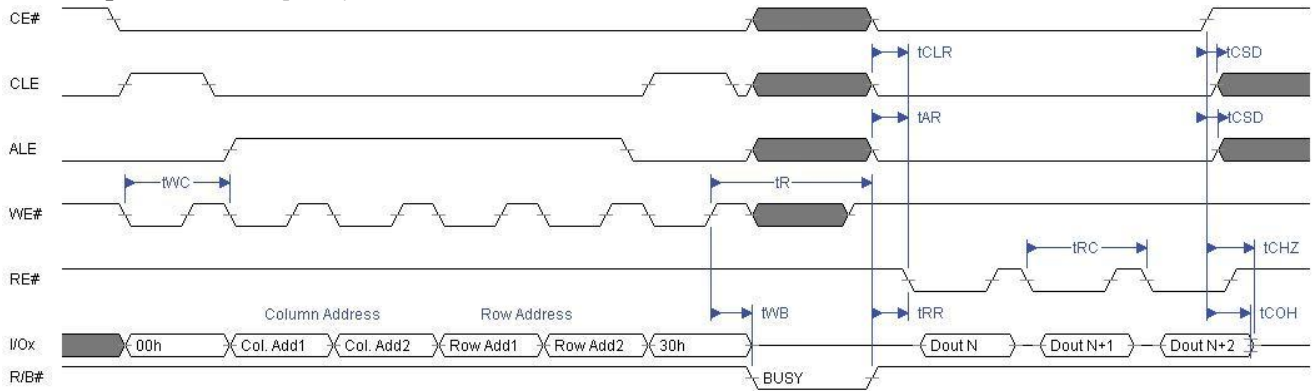 CE#
tCLR tCSD
CLE
tAR tCSD
ALE
tWC tR
WE#
tRC tCHZ
RE#
Column Address Row Address tWB tRR tCOH
I/Ox 00h Col. Add1 Col. Add2 Row Add1 Row Add2 30h Dout N Dout N+1 Dout N+2
R/B# BUSY